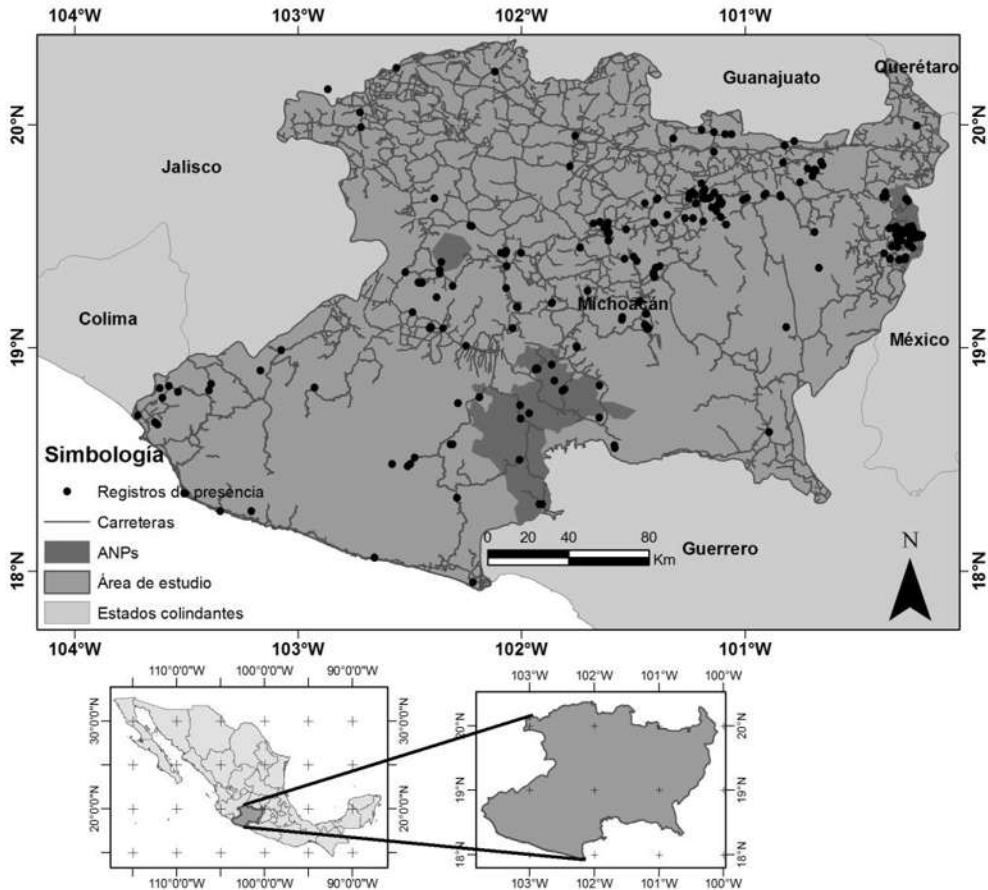 104°W 103°W 102°W 101°W
Guanajuato
Querétaro
20°N 20°N
Jalisco
Michoacán
Colima
México
19°N 19°N
Simbología
Registros de presencia
Carreteras
ANPs
Área de estudio
Estados colindantes
0 20 40 80
Km
Guerrero
N
18°N 18°N
104°W 103°W 102°W 101°W
110°0'0"W 100°0'0"W 90°0'0"W
30°0'0"N 30°0'0"N
20°0'0"N 20°0'0"N
110°0'0"W 100°0'0"W 90°0'0"W
103°W 102°W 101°W 100°W
20°N 20°N
19°N 19°N
18°N 18°N
103°W 102°W 101°W 100°W